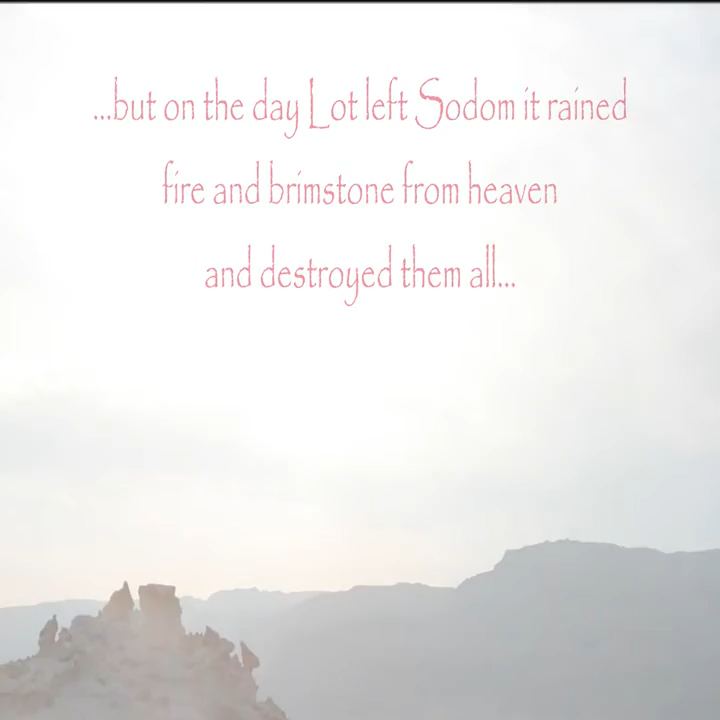 ...but on the day Lot left Sodom it rained
fire and brimstone from heaven
and destroyed them all...